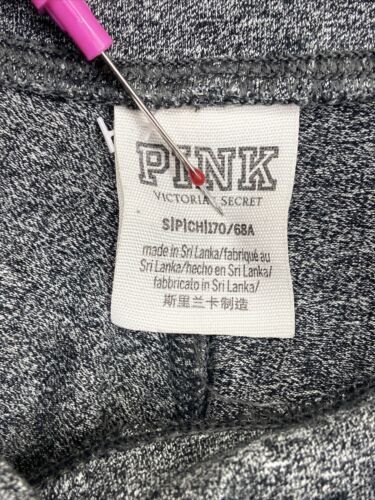 PINK
VICTORIA'S SECRET
S|P|CH|170/68A
made in Sri Lanka/fabriqué au
Sri Lanka/hecho en Sri Lanka/
fabbricato in Sri Lanka/
斯里兰卡制造